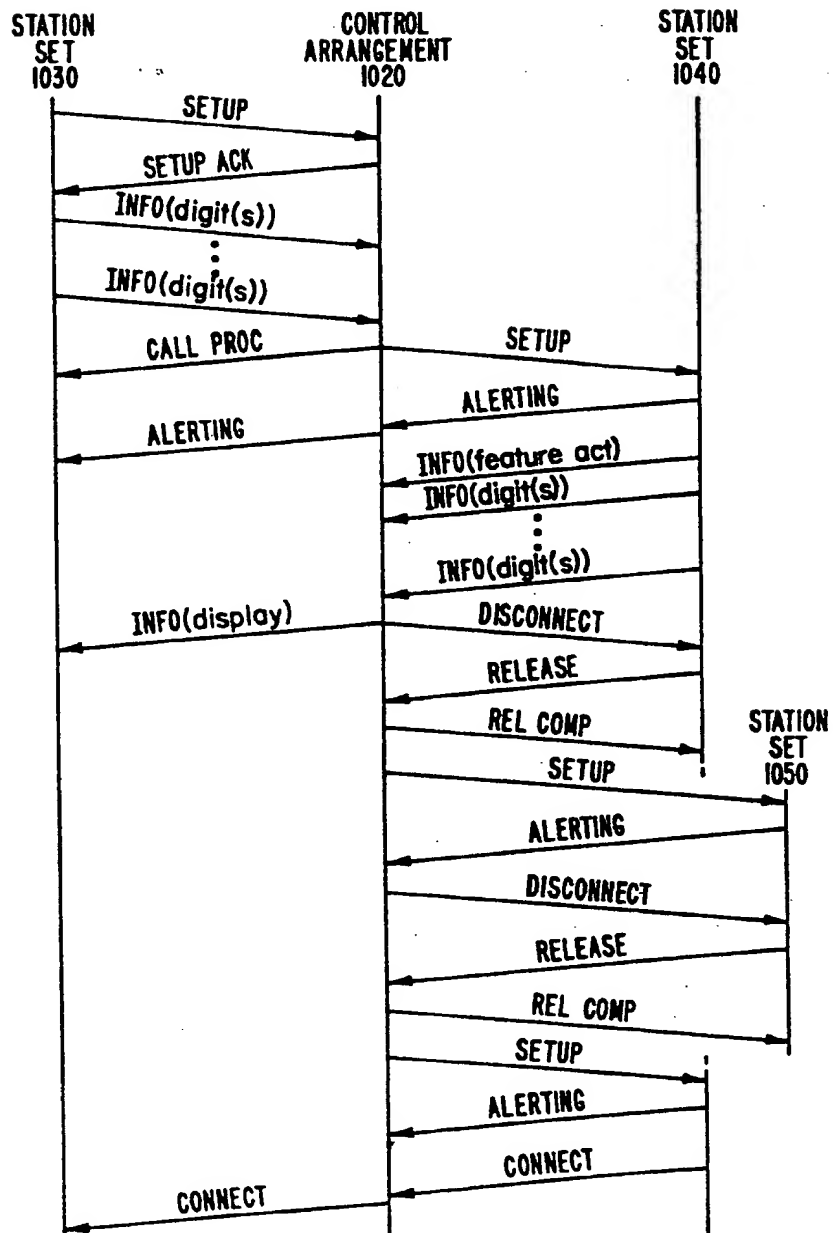 STATION
SET
1030
CONTROL
ARRANGEMENT
1020
STATION
SET
1040
SETUP
SETUP ACK
INFO(digit(s))
INFO(digit(s))
CALL PROC
SETUP
ALERTING
ALERTING
INFO(feature act)
INFO(digit(s))
INFO(digit(s))
INFO(display)
DISCONNECT
RELEASE
REL COMP
STATION
SET
1050
SETUP
ALERTING
DISCONNECT
RELEASE
REL COMP
SETUP
ALERTING
CONNECT
CONNECT